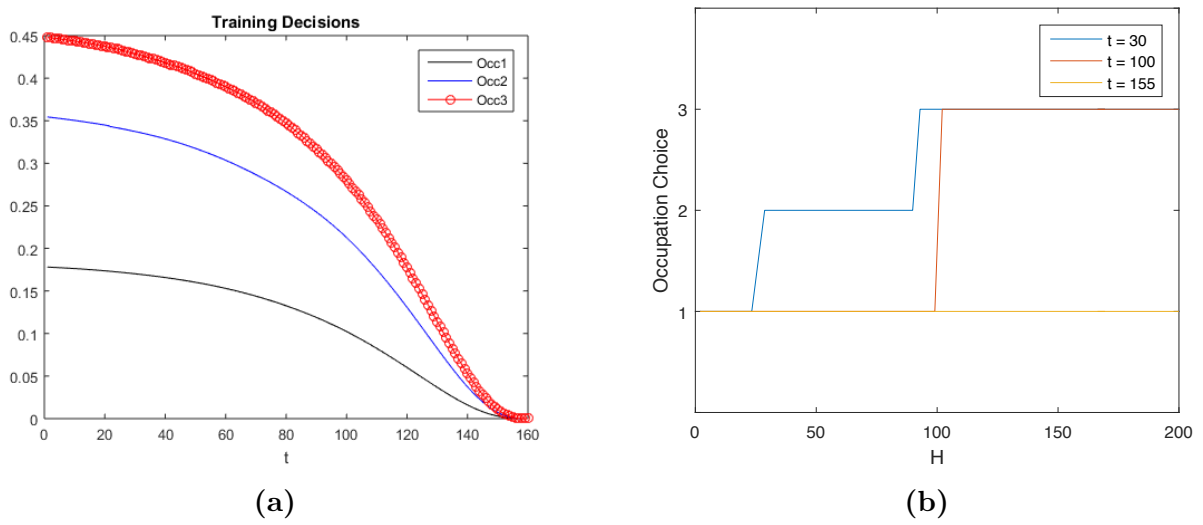 Training Decisions
0.45
0.4
0.35
0.3
0.25
0.2
0.15
0.1
0.05
0
0 20 40 60 80 100 120 140 160
t
Occ1
Occ2
Occ3
(a)
Occupation Choice
3
2
1
0 50 100 150 200
H
t = 30
t = 100
t = 155
(b)